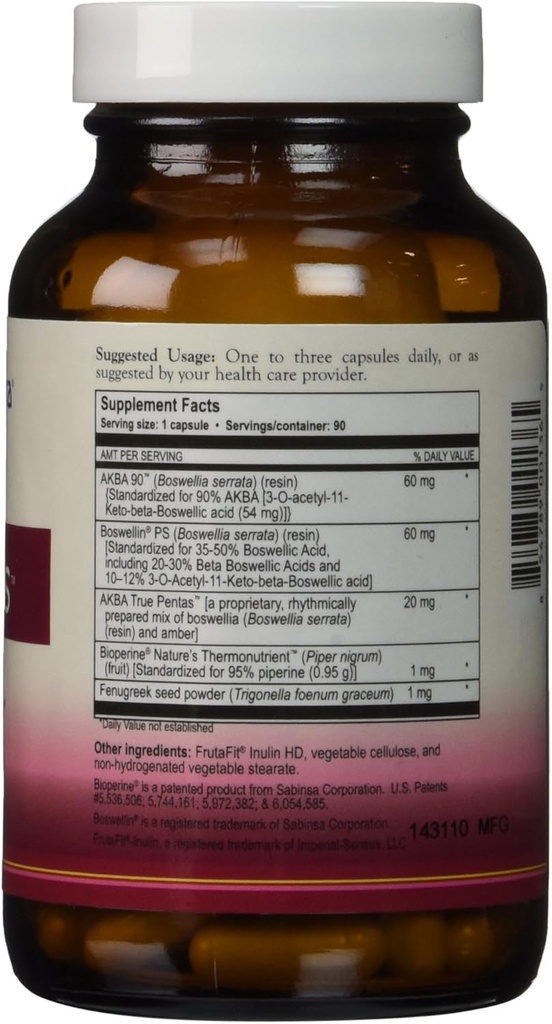 Suggested Usage: One to three capsules daily, or as
suggested by your health care provider.
Supplement Facts
Serving size: 1 capsule • Servings/container: 90
AMT PER SERVING % DAILY VALUE
AKBA 90™ (Boswellia serrata) (resin) 60 mg *
{Standardized for 90% AKBA [3-O-acetyl-11-
Keto-beta-Boswellic acid (54 mg)]}
Boswellin® PS (Boswellia serrata) (resin) 60 mg *
[Standardized for 35-50% Boswellic Acid,
including 20-30% Beta Boswellic Acids and
10–12% 3-O-Acetyl-11-Keto-beta-Boswellic acid]
AKBA True Pentas™ [a proprietary, rhythmically 20 mg *
prepared mix of boswellia (Boswellia serrata)
(resin) and amber]
Bioperine® Nature's Thermonutrient™ (Piper nigrum)
(fruit) [Standardized for 95% piperine (0.95 g)] 1 mg *
Fenugreek seed powder (Trigonella foenum graceum) 1 mg *
*Daily Value not established
Other ingredients: FrutaFit® Inulin HD, vegetable cellulose, and
non-hydrogenated vegetable stearate.
Bioperine® is a patented product from Sabinsa Corporation. U.S. Patents
#5,536,506; 5,744,161; 5,972,382; & 6,054,585.
Boswellin® is a registered trademark of Sabinsa Corporation.
FrutaFit®-Inulin, a registered trademark of Imperial-Sensus, LLC
143110 MFG